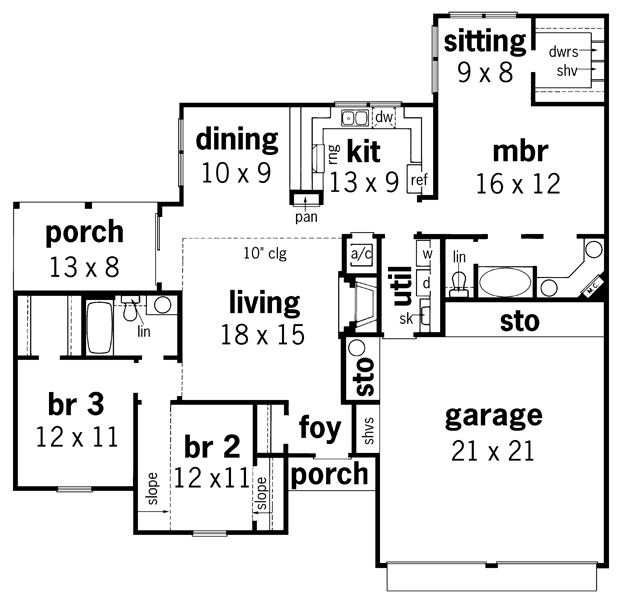 sitting
9 x 8
dwrs
shv
dining
10 x 9
rng
kit
13 x 9
dw
ref
mbr
16 x 12
pan
porch
13 x 8
10" clg
a/c
util
w
d
sk
lin
M C
living
18 x 15
lin
sto
sto
br 3
12 x 11
br 2
12 x11
slope
slope
foy
shvs
porch
garage
21 x 21